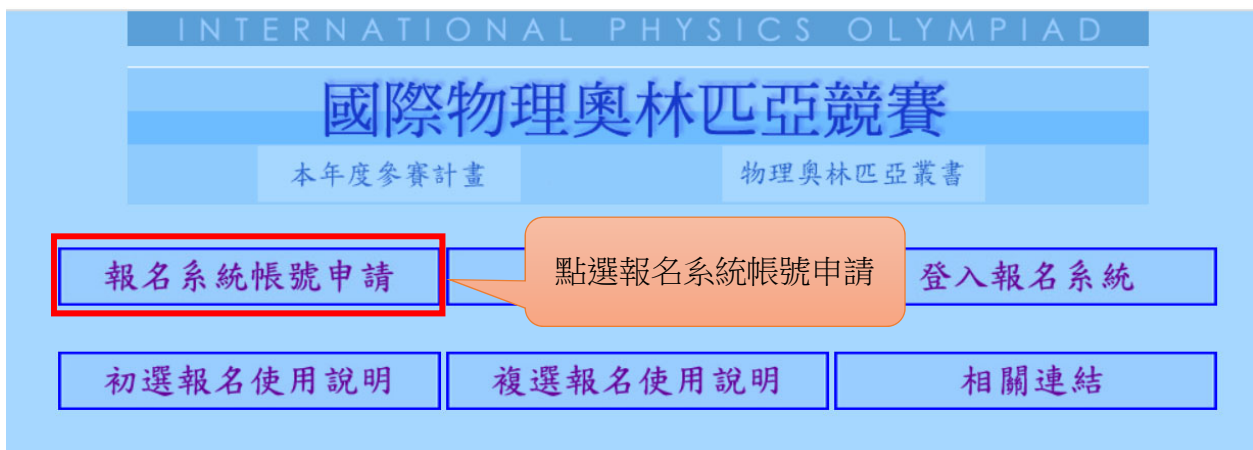 INTERNATIONAL PHYSICS OLYMPIAD
國際物理奧林匹亞競賽
本年度參賽計畫 物理奧林匹亞叢書
報名系統帳號申請 點選報名系統帳號申請 登入報名系統
初選報名使用說明 複選報名使用說明 相關連結